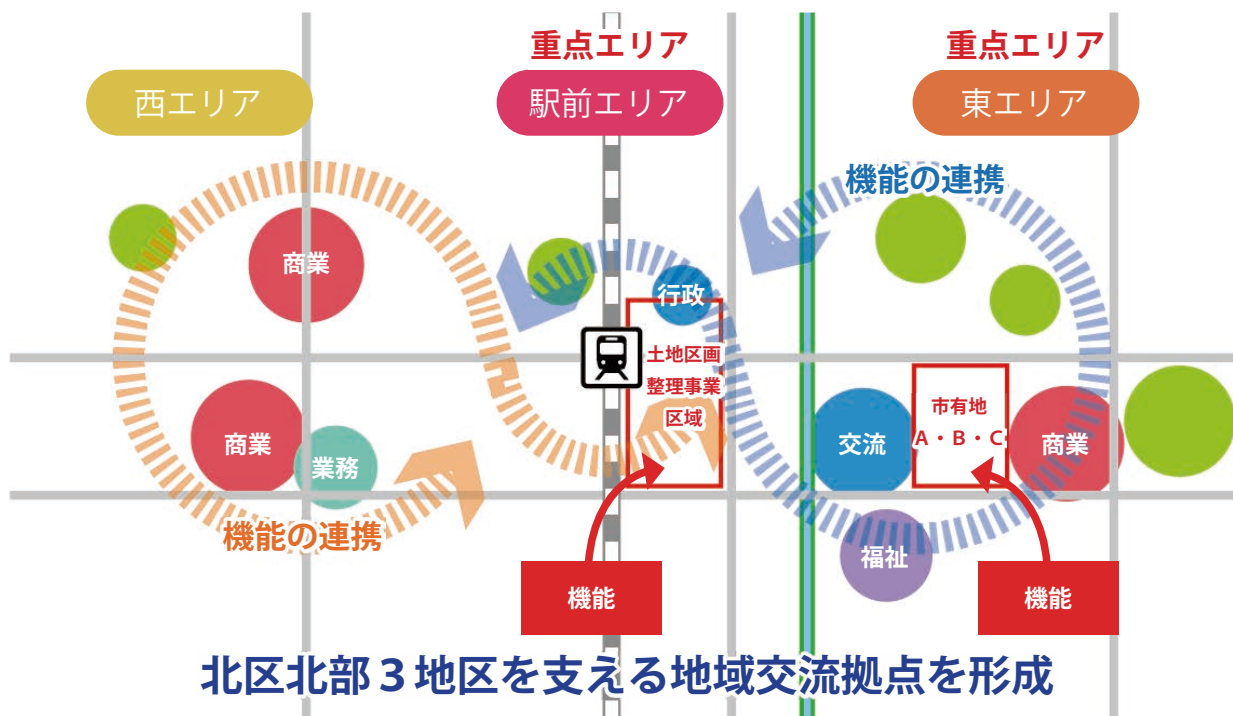 重点エリア
重点エリア
西エリア
駅前エリア
東エリア
機能の連携
商業
行政
土地区画
整理事業
区域
市有地
A・B・C
商業
業務
交流
商業
機能の連携
福祉
機能
機能
北区北部３地区を支える地域交流拠点を形成